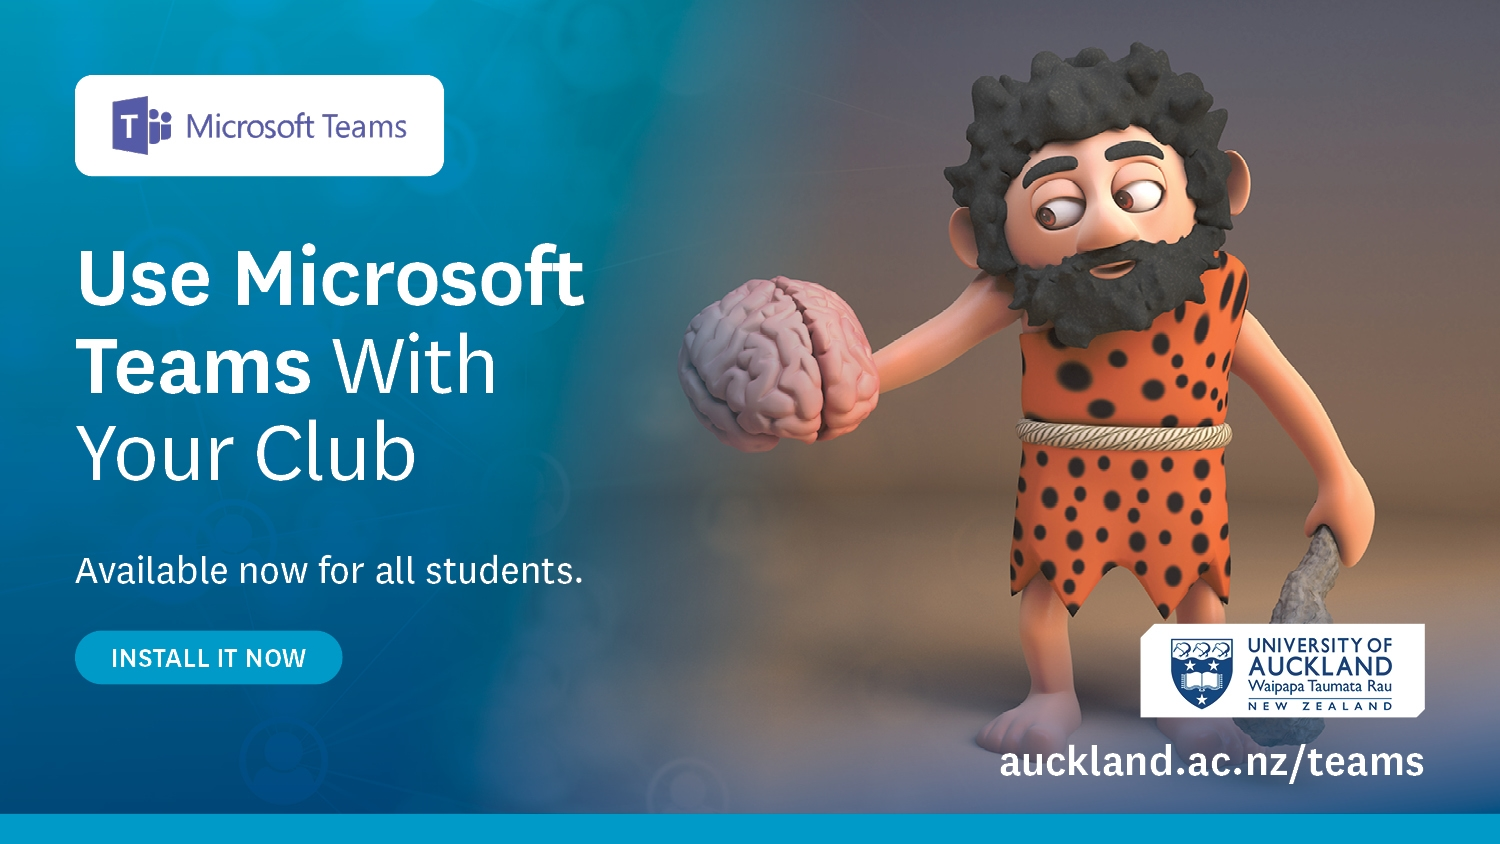 Microsoft Teams
Use Microsoft
Teams With
Your Club
Available now for all students.
INSTALL IT NOW
UNIVERSITY OF
AUCKLAND
Waipapa Taumata Rau
NEW ZEALAND
auckland.ac.nz/teams